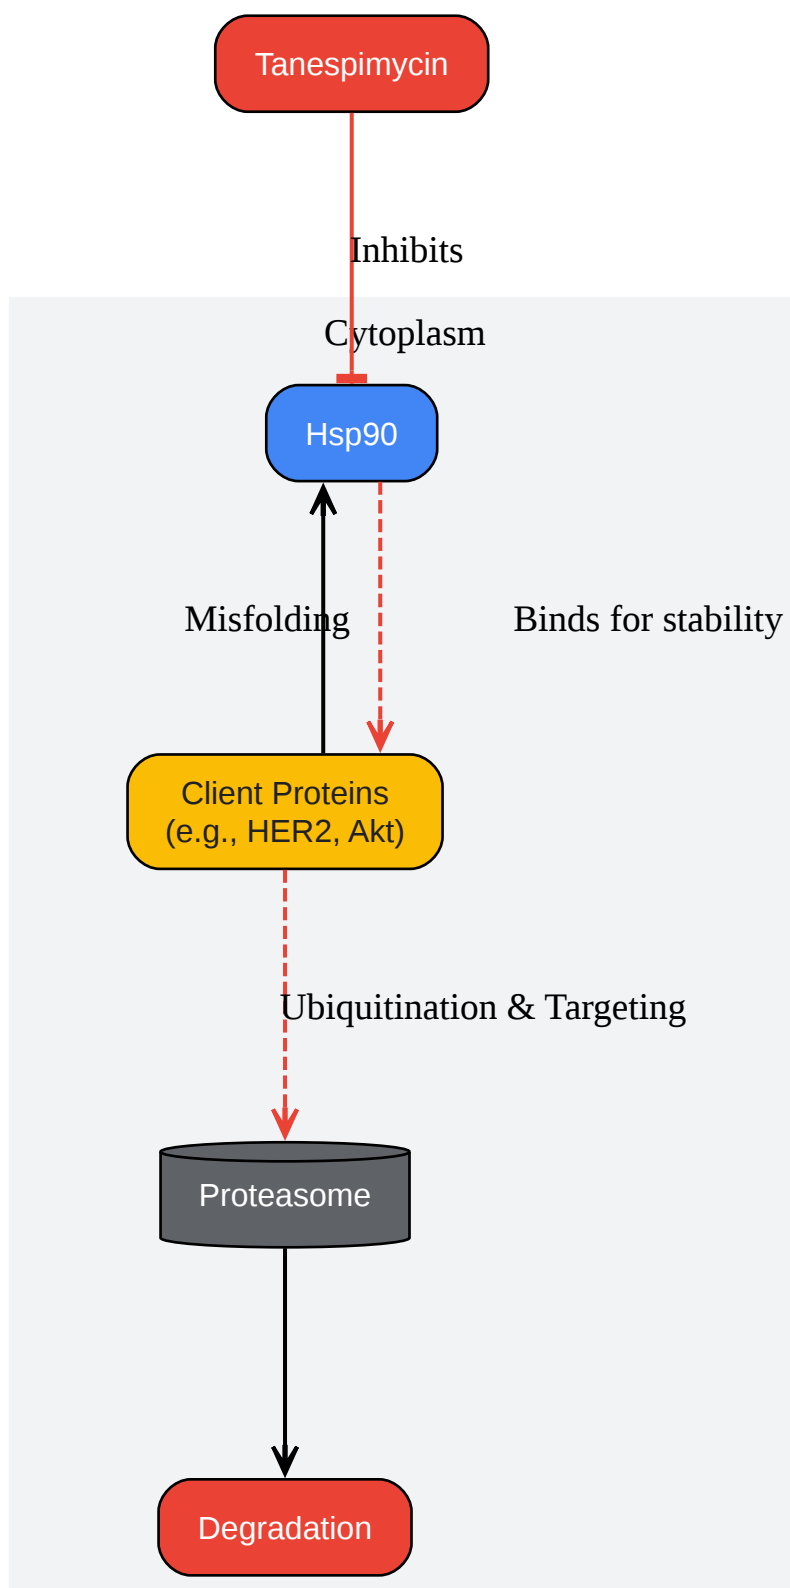 Tanespimycin
Inhibits
Cytoplasm
Hsp90
Misfolding
Binds for stability
Client Proteins
(e.g., HER2, Akt)
Ubiquitination & Targeting
Proteasome
Degradation